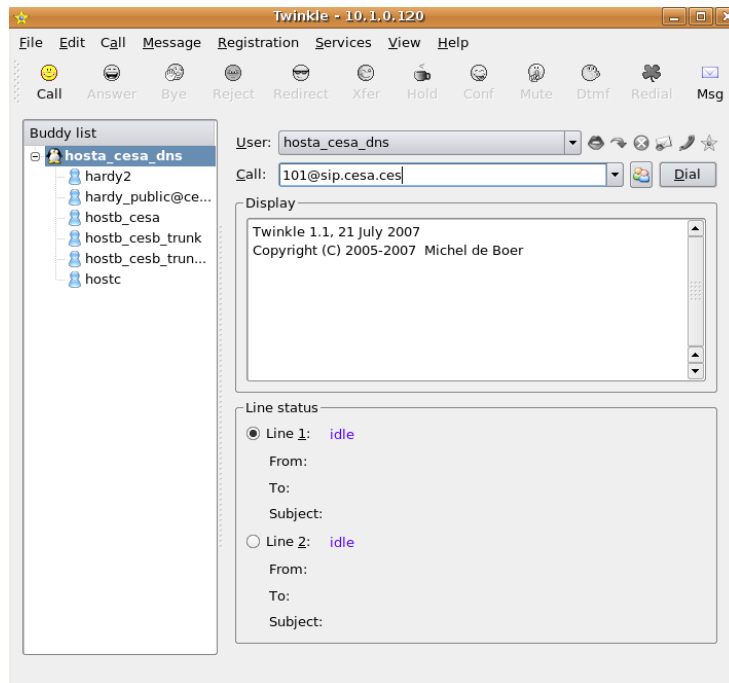 Twinkle - 10.1.0.120
File Edit Call Message Registration Services View Help
Call Answer Bye Reject Redirect Xfer Hold Conf Mute Dtmf Redial Msg
Buddy list
hosta_cesa_dns
hardy2
hardy_public@ce...
hostb_cesa
hostb_cesb_trunk
hostb_cesb_trun...
hostc
User: hosta_cesa_dns
Call: 101@sip.cesa.ces Dial
Display
Twinkle 1.1, 21 July 2007
Copyright (C) 2005-2007 Michel de Boer
Line status
Line 1: idle
From:
To:
Subject:
Line 2: idle
From:
To:
Subject: